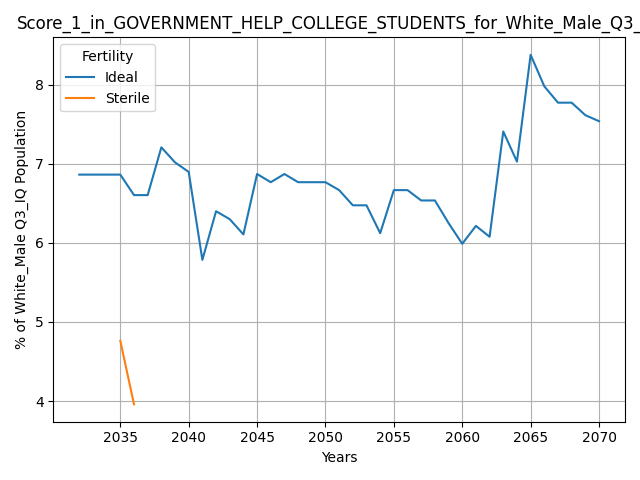 Score_1_in_GOVERNMENT_HELP_COLLEGE_STUDENTS_for_White_Male_Q3_
Fertility
Ideal
Sterile
% of White_Male Q3_IQ Population
8
7
6
5
4
2035 2040 2045 2050 2055 2060 2065 2070
Years